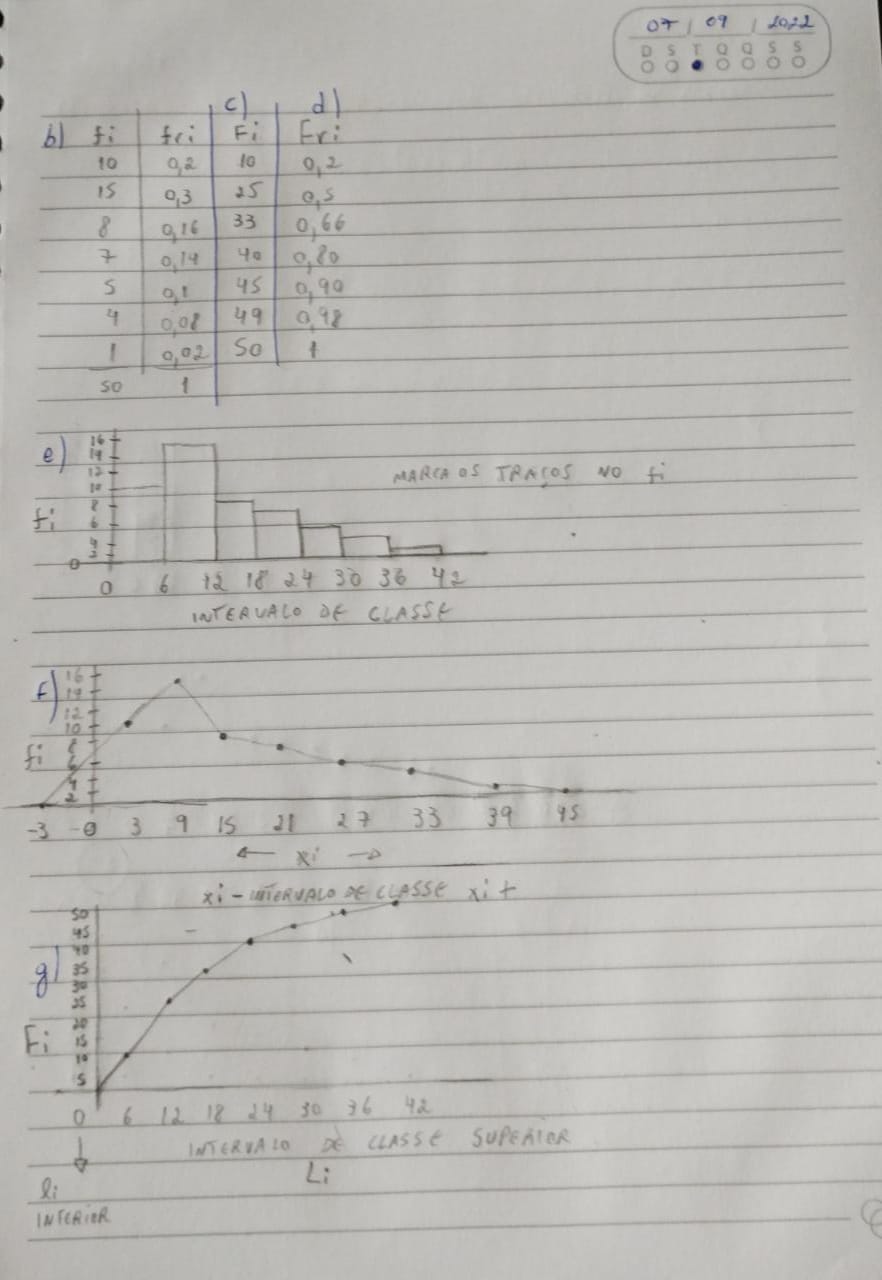 07 | 09 | 2022
D S T Q Q S S
c) d)
b) fi fri Fi Fri
10 0,2 10 0,2
15 0,3 25 0,5
8 0,16 33 0,66
7 0,14 40 0,80
5 0,1 45 0,90
4 0,08 49 0,98
1 0,02 50 1
50 1
e)
16
14
12
10
8
6
4
2
0
fi
MARCA OS TRAÇOS NO fi
0 6 12 18 24 30 36 42
INTERVALO DE CLASSE
f)
16
14
12
10
8
6
4
2
fi
-3 -0 3 9 15 21 27 33 39 45
← xi →
xi - INTERVALO DE CLASSE xi +
g)
50
45
40
35
30
25
20
15
10
5
Fi
0 6 12 18 24 30 36 42
INTERVALO DE CLASSE SUPERIOR
Li
li
INFERIOR